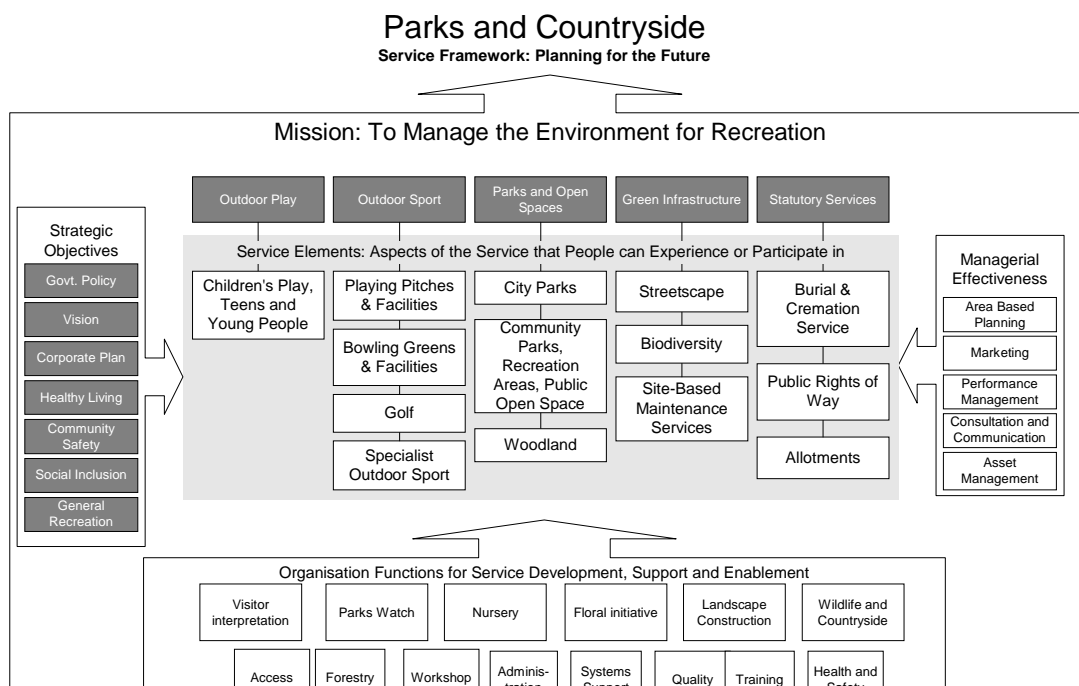 Parks and Countryside
Service Framework: Planning for the Future
Mission: To Manage the Environment for Recreation
Outdoor Play
Outdoor Sport
Parks and Open
Spaces
Green Infrastructure
Statutory Services
Strategic
Objectives
Govt. Policy
Vision
Corporate Plan
Healthy Living
Community
Safety
Social Inclusion
General
Recreation
Service Elements: Aspects of the Service that People can Experience or Participate in
Children's Play,
Teens and
Young People
Playing Pitches
& Facilities
Bowling Greens
& Facilities
Golf
Specialist
Outdoor Sport
City Parks
Community
Parks,
Recreation
Areas, Public
Open Space
Woodland
Streetscape
Biodiversity
Site-Based
Maintenance
Services
Burial &
Cremation
Service
Public Rights of
Way
Allotments
Managerial
Effectiveness
Area Based
Planning
Marketing
Performance
Management
Consultation and
Communication
Asset
Management
Organisation Functions for Service Development, Support and Enablement
Visitor
interpretation
Parks Watch
Nursery
Floral initiative
Landscape
Construction
Wildlife and
Countryside
Access
Forestry
Workshop
Adminis-
tration
Systems
Support
Quality
Training
Health and
Safety